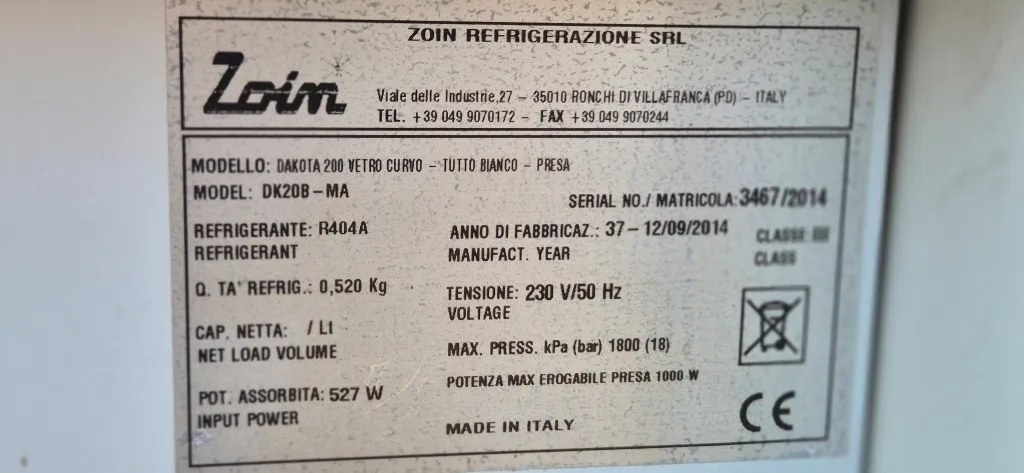 ZOIN REFRIGERAZIONE SRL
Zoin
Viale delle Industrie,27 – 35010 RONCHI DI VILLAFRANCA (PD) – ITALY
TEL. +39 049 9070172 – FAX +39 049 9070244
MODELLO: DAKOTA 200 VETRO CURVO – TUTTO BIANCO – PRESA
MODEL: DK20B–MA
SERIAL NO./ MATRICOLA: 3467/2014
REFRIGERANTE: R404A
REFRIGERANT
ANNO DI FABBRICAZ.: 37 – 12/09/2014
MANUFACT. YEAR
CLASSE
CLASS
Q. TA' REFRIG.: 0,520 Kg
TENSIONE: 230 V/50 Hz
VOLTAGE
CAP. NETTA: / Lt
NET LOAD VOLUME
MAX. PRESS. kPa (bar) 1800 (18)
POTENZA MAX EROGABILE PRESA 1000 W
POT. ASSORBITA: 527 W
INPUT POWER
MADE IN ITALY
CE